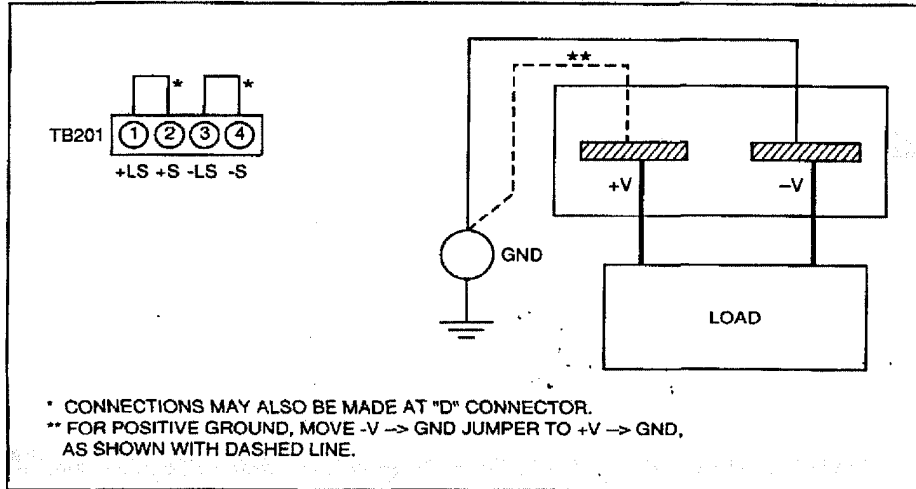 **
* *
TB201 1 2 3 4
+LS +S -LS -S
+V -V
GND
LOAD
* CONNECTIONS MAY ALSO BE MADE AT "D" CONNECTOR.
** FOR POSITIVE GROUND, MOVE -V --> GND JUMPER TO +V --> GND,
AS SHOWN WITH DASHED LINE.